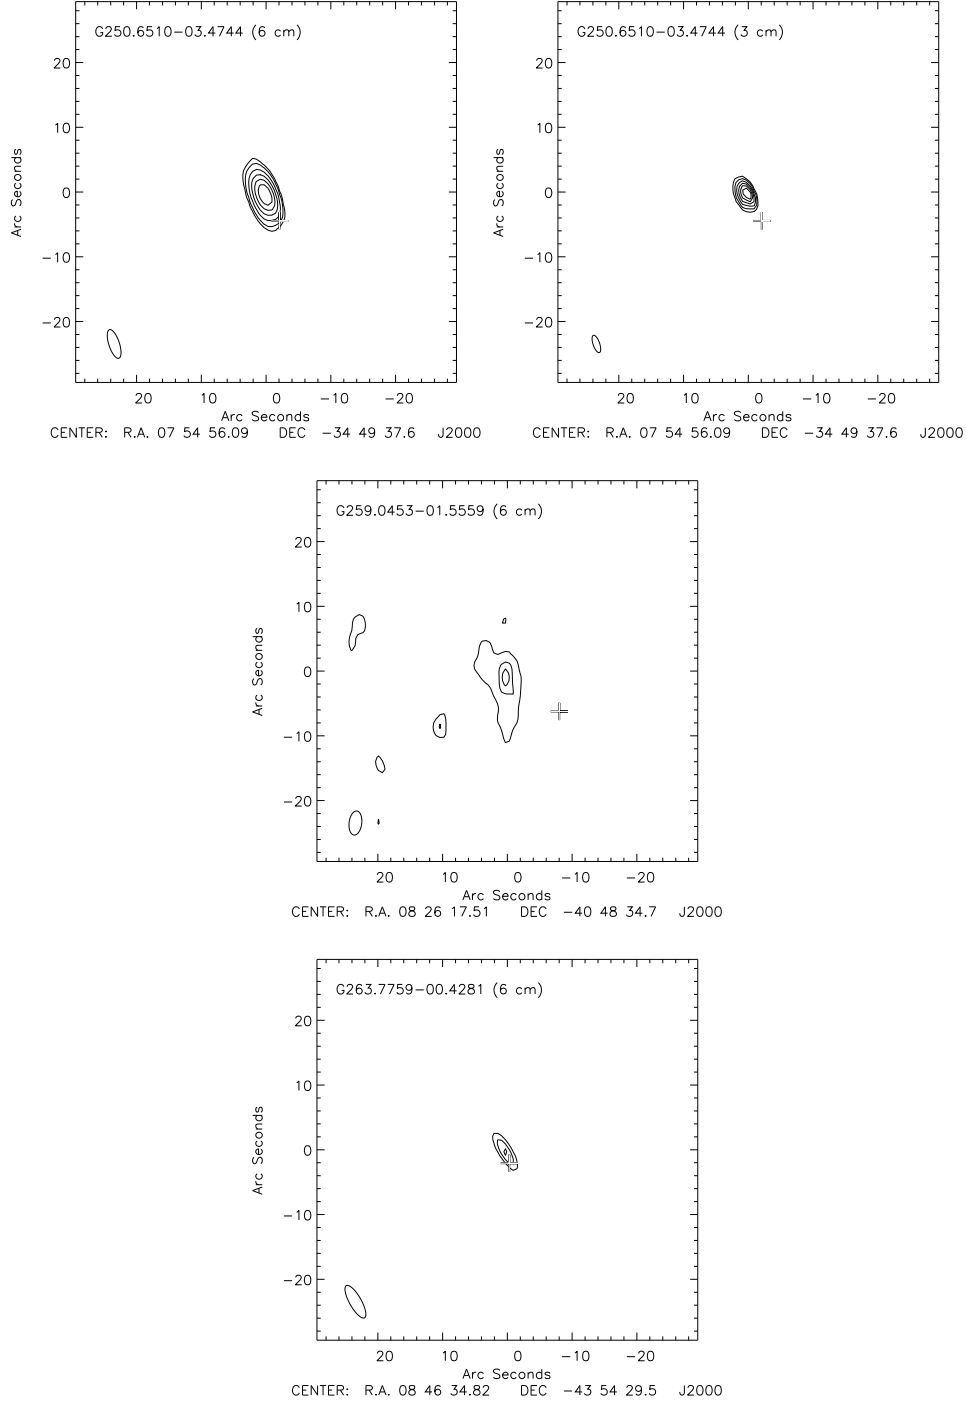 G250.6510−03.4744 (6 cm)
20
10
0
−10
−20
Arc Seconds
20 10 0 −10 −20
Arc Seconds
CENTER: R.A. 07 54 56.09 DEC −34 49 37.6 J2000
G250.6510−03.4744 (3 cm)
20
10
0
−10
−20
Arc Seconds
20 10 0 −10 −20
Arc Seconds
CENTER: R.A. 07 54 56.09 DEC −34 49 37.6 J2000
G259.0453−01.5559 (6 cm)
20
10
0
−10
−20
Arc Seconds
20 10 0 −10 −20
Arc Seconds
CENTER: R.A. 08 26 17.51 DEC −40 48 34.7 J2000
G263.7759−00.4281 (6 cm)
20
10
0
−10
−20
Arc Seconds
20 10 0 −10 −20
Arc Seconds
CENTER: R.A. 08 46 34.82 DEC −43 54 29.5 J2000